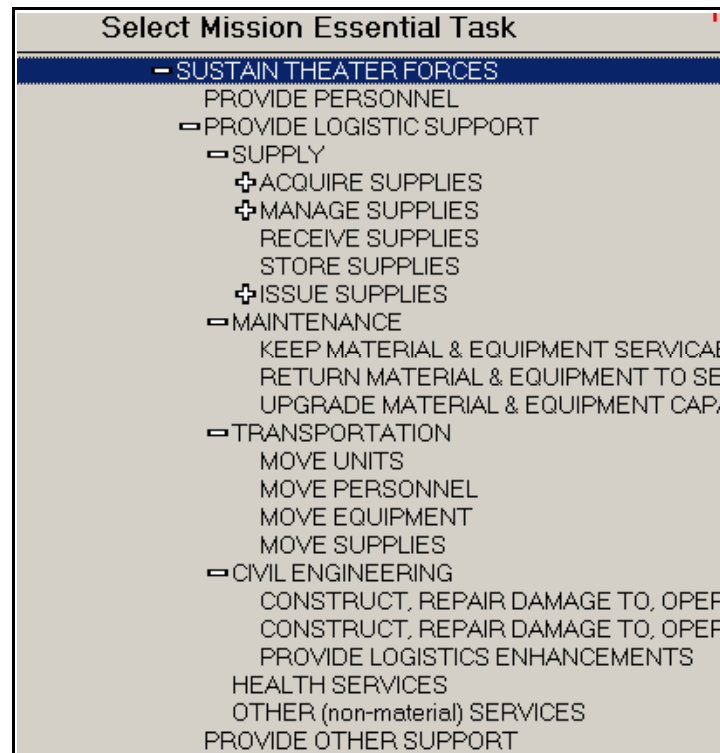 Select Mission Essential Task
SUSTAIN THEATER FORCES
PROVIDE PERSONNEL
PROVIDE LOGISTIC SUPPORT
SUPPLY
ACQUIRE SUPPLIES
MANAGE SUPPLIES
RECEIVE SUPPLIES
STORE SUPPLIES
ISSUE SUPPLIES
MAINTENANCE
KEEP MATERIAL & EQUIPMENT SERVICAB
RETURN MATERIAL & EQUIPMENT TO SE
UPGRADE MATERIAL & EQUIPMENT CAPA
TRANSPORTATION
MOVE UNITS
MOVE PERSONNEL
MOVE EQUIPMENT
MOVE SUPPLIES
CIVIL ENGINEERING
CONSTRUCT, REPAIR DAMAGE TO, OPER
CONSTRUCT, REPAIR DAMAGE TO, OPER
PROVIDE LOGISTICS ENHANCEMENTS
HEALTH SERVICES
OTHER (non-material) SERVICES
PROVIDE OTHER SUPPORT